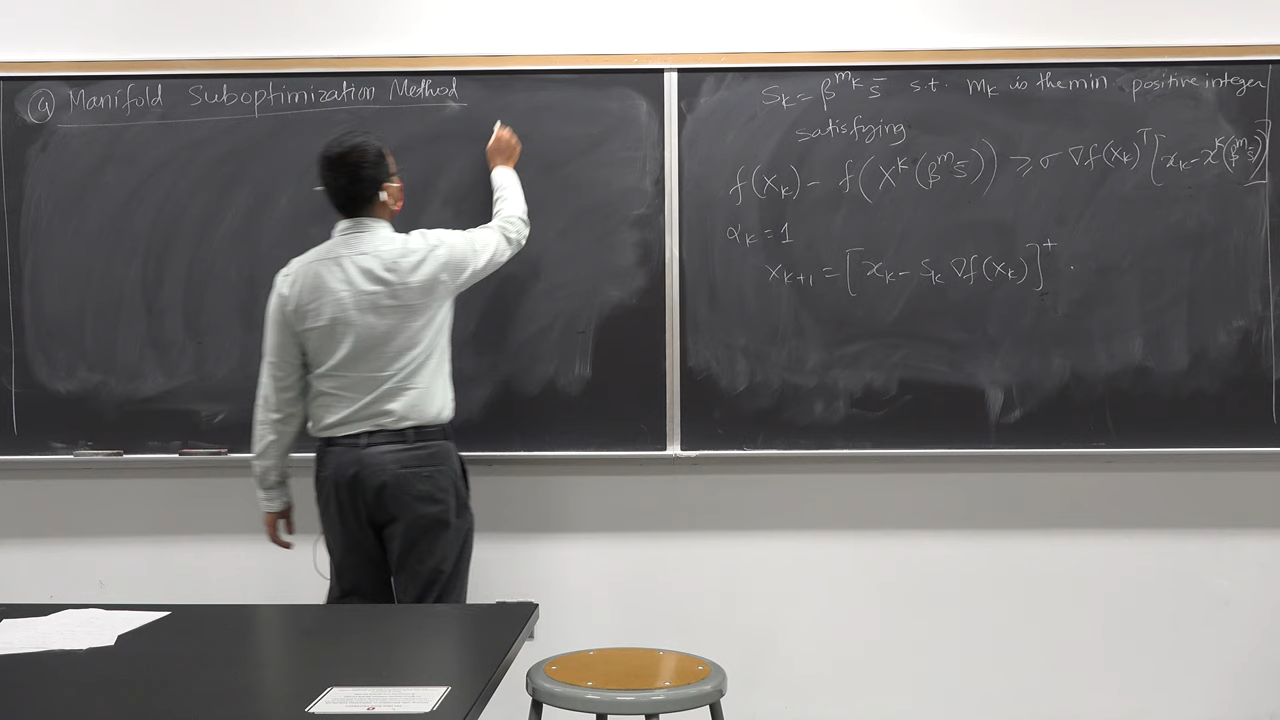 ④ Manifold Suboptimization Method
S_k = β^{m_k} s̄ s.t. m_k is the min positive integer
satisfying
f(x_k) - f(x^k(β^m s̄)) ≥ σ ∇f(x_k)^T [x_k - x^k(β^m s̄)]
α_k = 1
x_{k+1} = [x_k - s_k ∇f(x_k)]^+ .